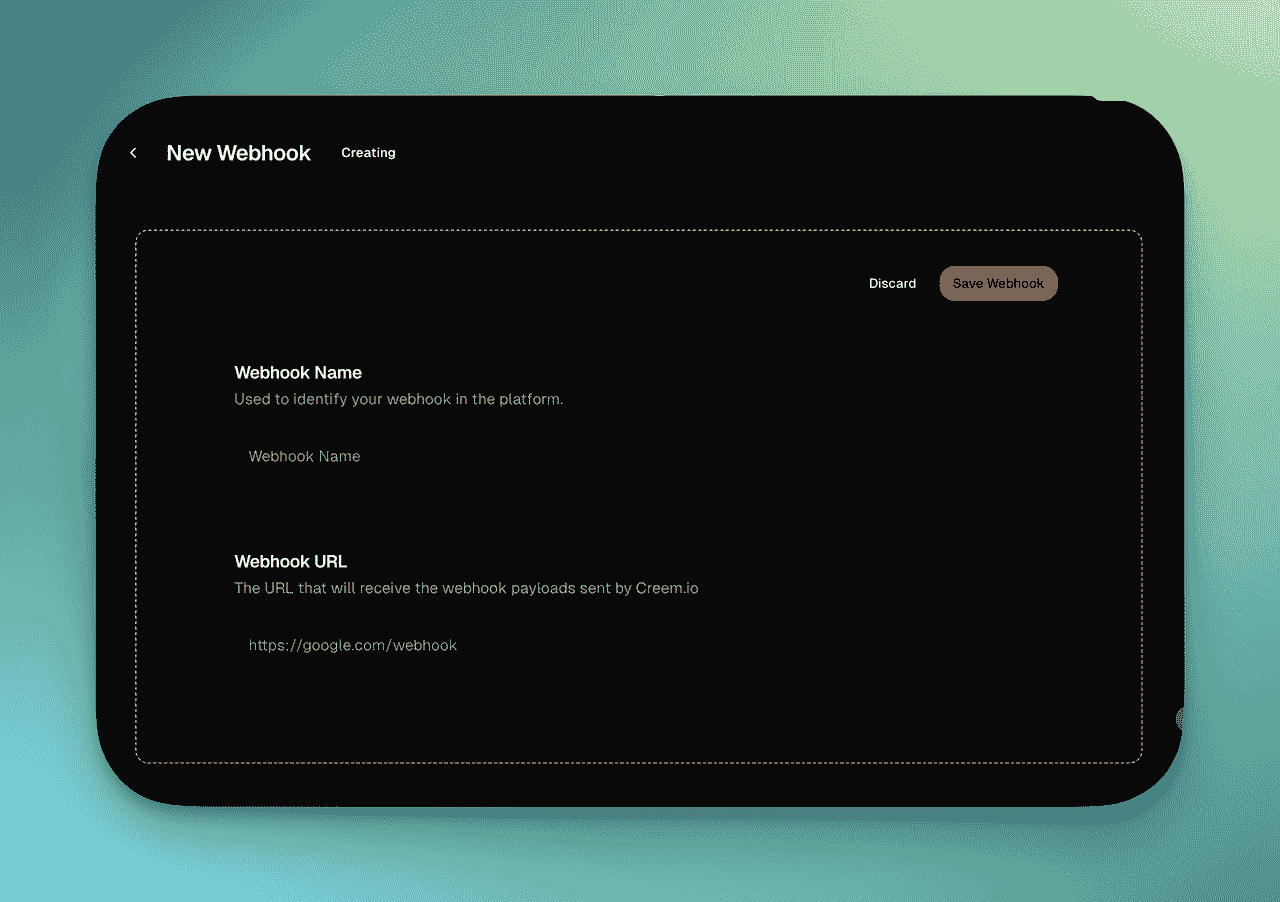 New Webhook
Creating
Discard
Save Webhook
Webhook Name
Used to identify your webhook in the platform.
Webhook Name
Webhook URL
The URL that will receive the webhook payloads sent by Creem.io
https://google.com/webhook